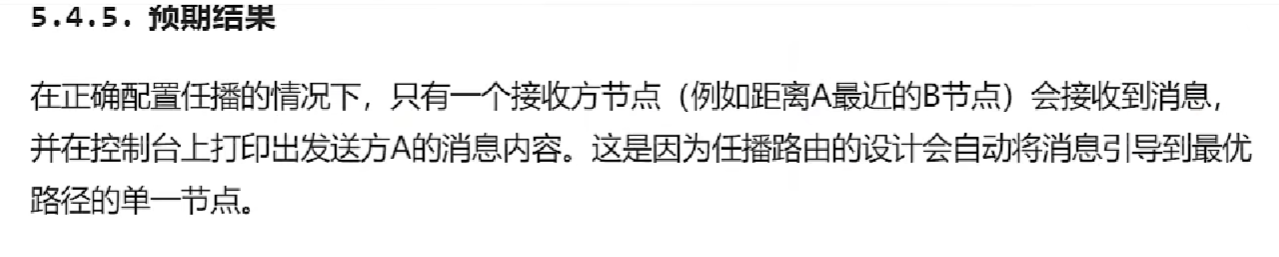 5.4.5. 预期结果
在正确配置任播的情况下，只有一个接收方节点（例如距离A最近的B节点）会接收到消息，
并在控制台上打印出发送方A的消息内容。这是因为任播路由的设计会自动将消息引导到最优
路径的单一节点。